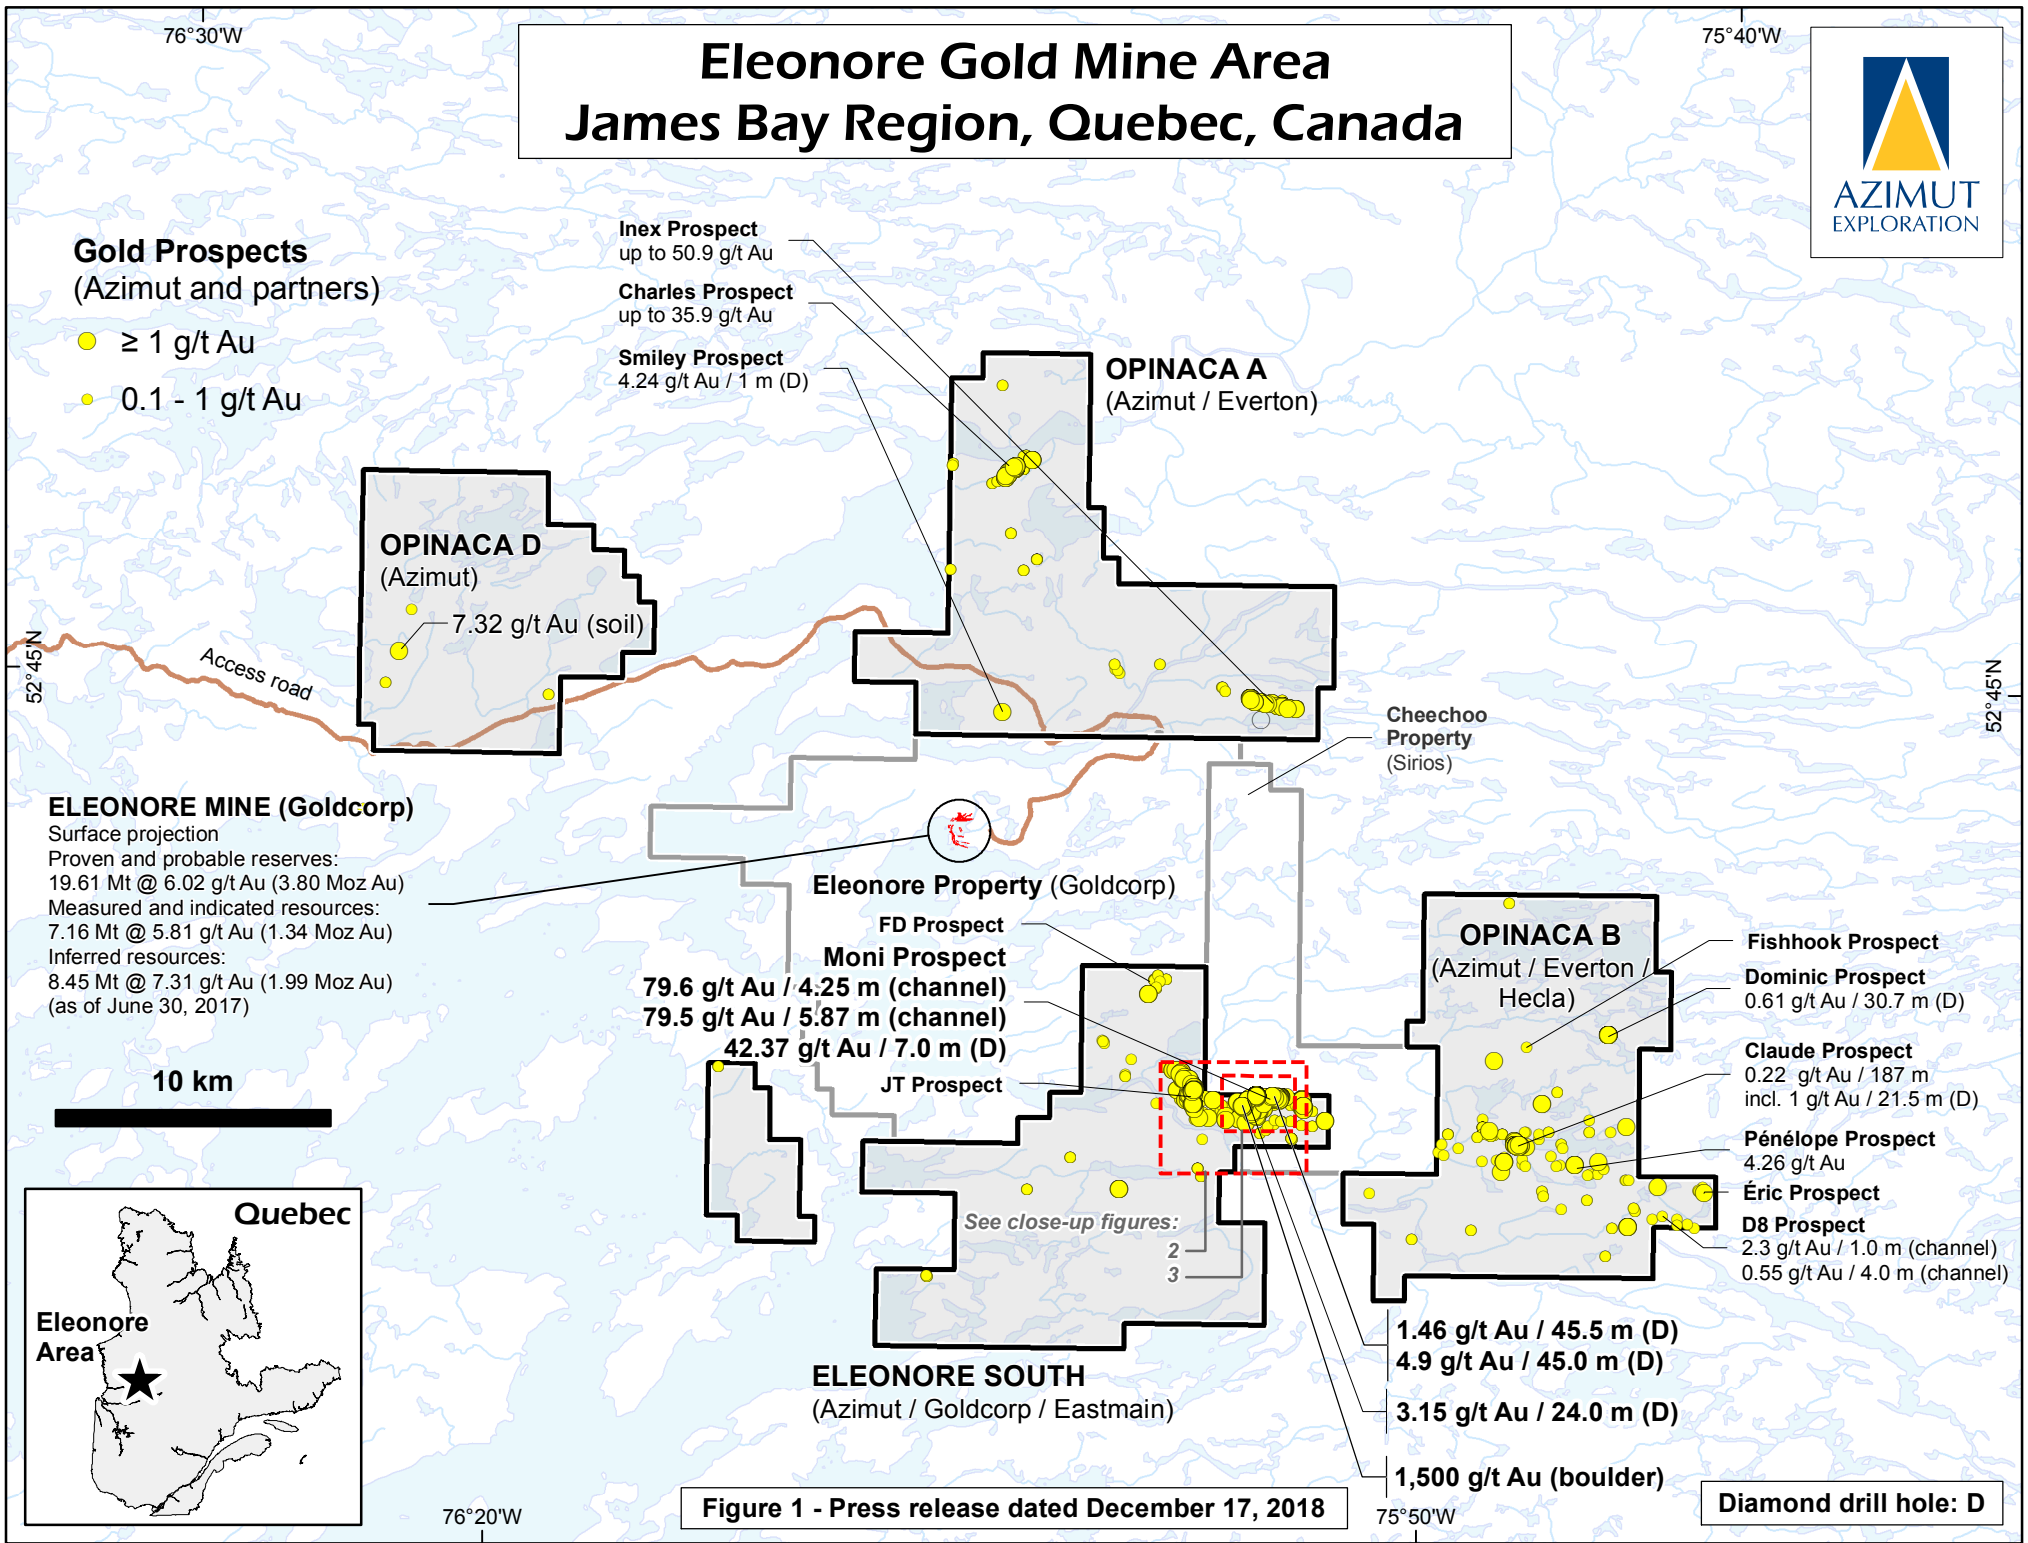 76°30'W
75°40'W
Eleonore Gold Mine Area
James Bay Region, Quebec, Canada
AZIMUT
EXPLORATION
Gold Prospects
(Azimut and partners)
≥ 1 g/t Au
0.1 - 1 g/t Au
Inex Prospect
up to 50.9 g/t Au
Charles Prospect
up to 35.9 g/t Au
Smiley Prospect
4.24 g/t Au / 1 m (D)
OPINACA A
(Azimut / Everton)
OPINACA D
(Azimut)
7.32 g/t Au (soil)
Access road
52°45'N
52°45'N
Cheechoo
Property
(Sirios)
ELEONORE MINE (Goldcorp)
Surface projection
Proven and probable reserves:
19.61 Mt @ 6.02 g/t Au (3.80 Moz Au)
Measured and indicated resources:
7.16 Mt @ 5.81 g/t Au (1.34 Moz Au)
Inferred resources:
8.45 Mt @ 7.31 g/t Au (1.99 Moz Au)
(as of June 30, 2017)
10 km
Eleonore Property (Goldcorp)
FD Prospect
Moni Prospect
79.6 g/t Au / 4.25 m (channel)
79.5 g/t Au / 5.87 m (channel)
42.37 g/t Au / 7.0 m (D)
JT Prospect
OPINACA B
(Azimut / Everton /
Hecla)
Fishhook Prospect
Dominic Prospect
0.61 g/t Au / 30.7 m (D)
Claude Prospect
0.22 g/t Au / 187 m
incl. 1 g/t Au / 21.5 m (D)
Pénélope Prospect
4.26 g/t Au
Éric Prospect
D8 Prospect
2.3 g/t Au / 1.0 m (channel)
0.55 g/t Au / 4.0 m (channel)
See close-up figures:
2
3
Quebec
Eleonore
Area
ELEONORE SOUTH
(Azimut / Goldcorp / Eastmain)
1.46 g/t Au / 45.5 m (D)
4.9 g/t Au / 45.0 m (D)
3.15 g/t Au / 24.0 m (D)
1,500 g/t Au (boulder)
Figure 1 - Press release dated December 17, 2018
Diamond drill hole: D
76°20'W
75°50'W